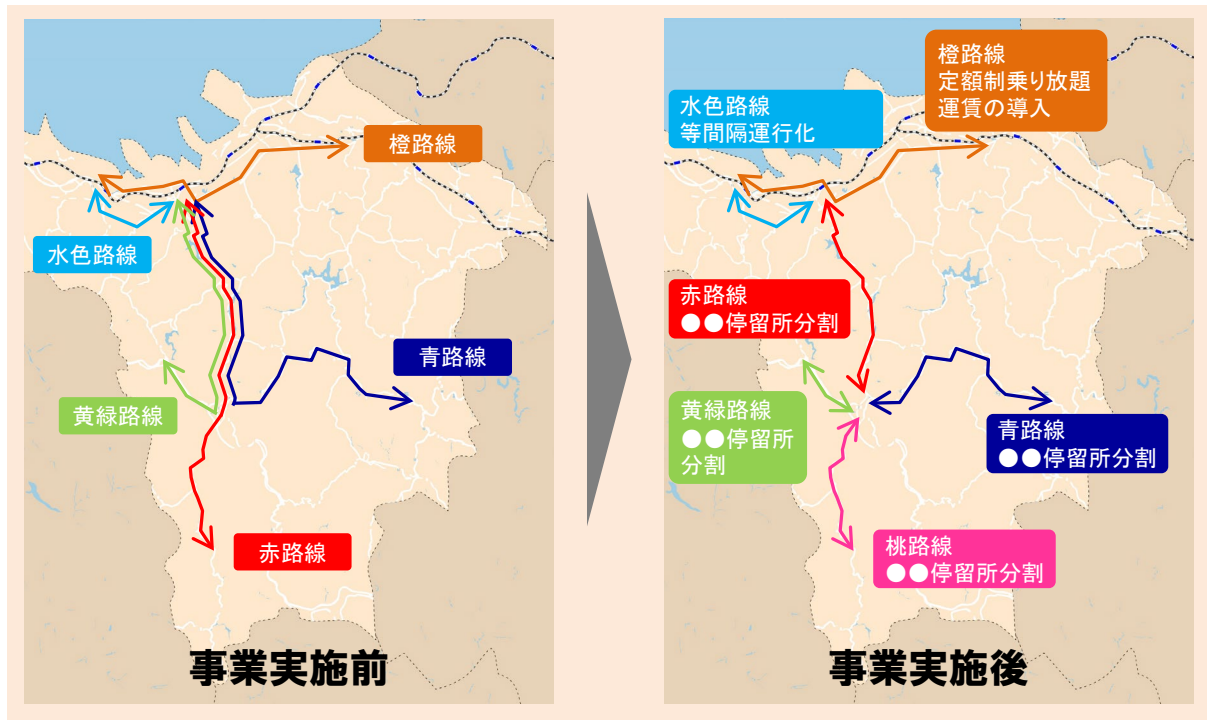 橙路線
水色路線
青路線
黄緑路線
赤路線
事業実施前
橙路線
定額制乗り放題
運賃の導入
水色路線
等間隔運行化
赤路線
●●停留所分割
黄緑路線
●●停留所
分割
青路線
●●停留所分割
桃路線
●●停留所分割
事業実施後